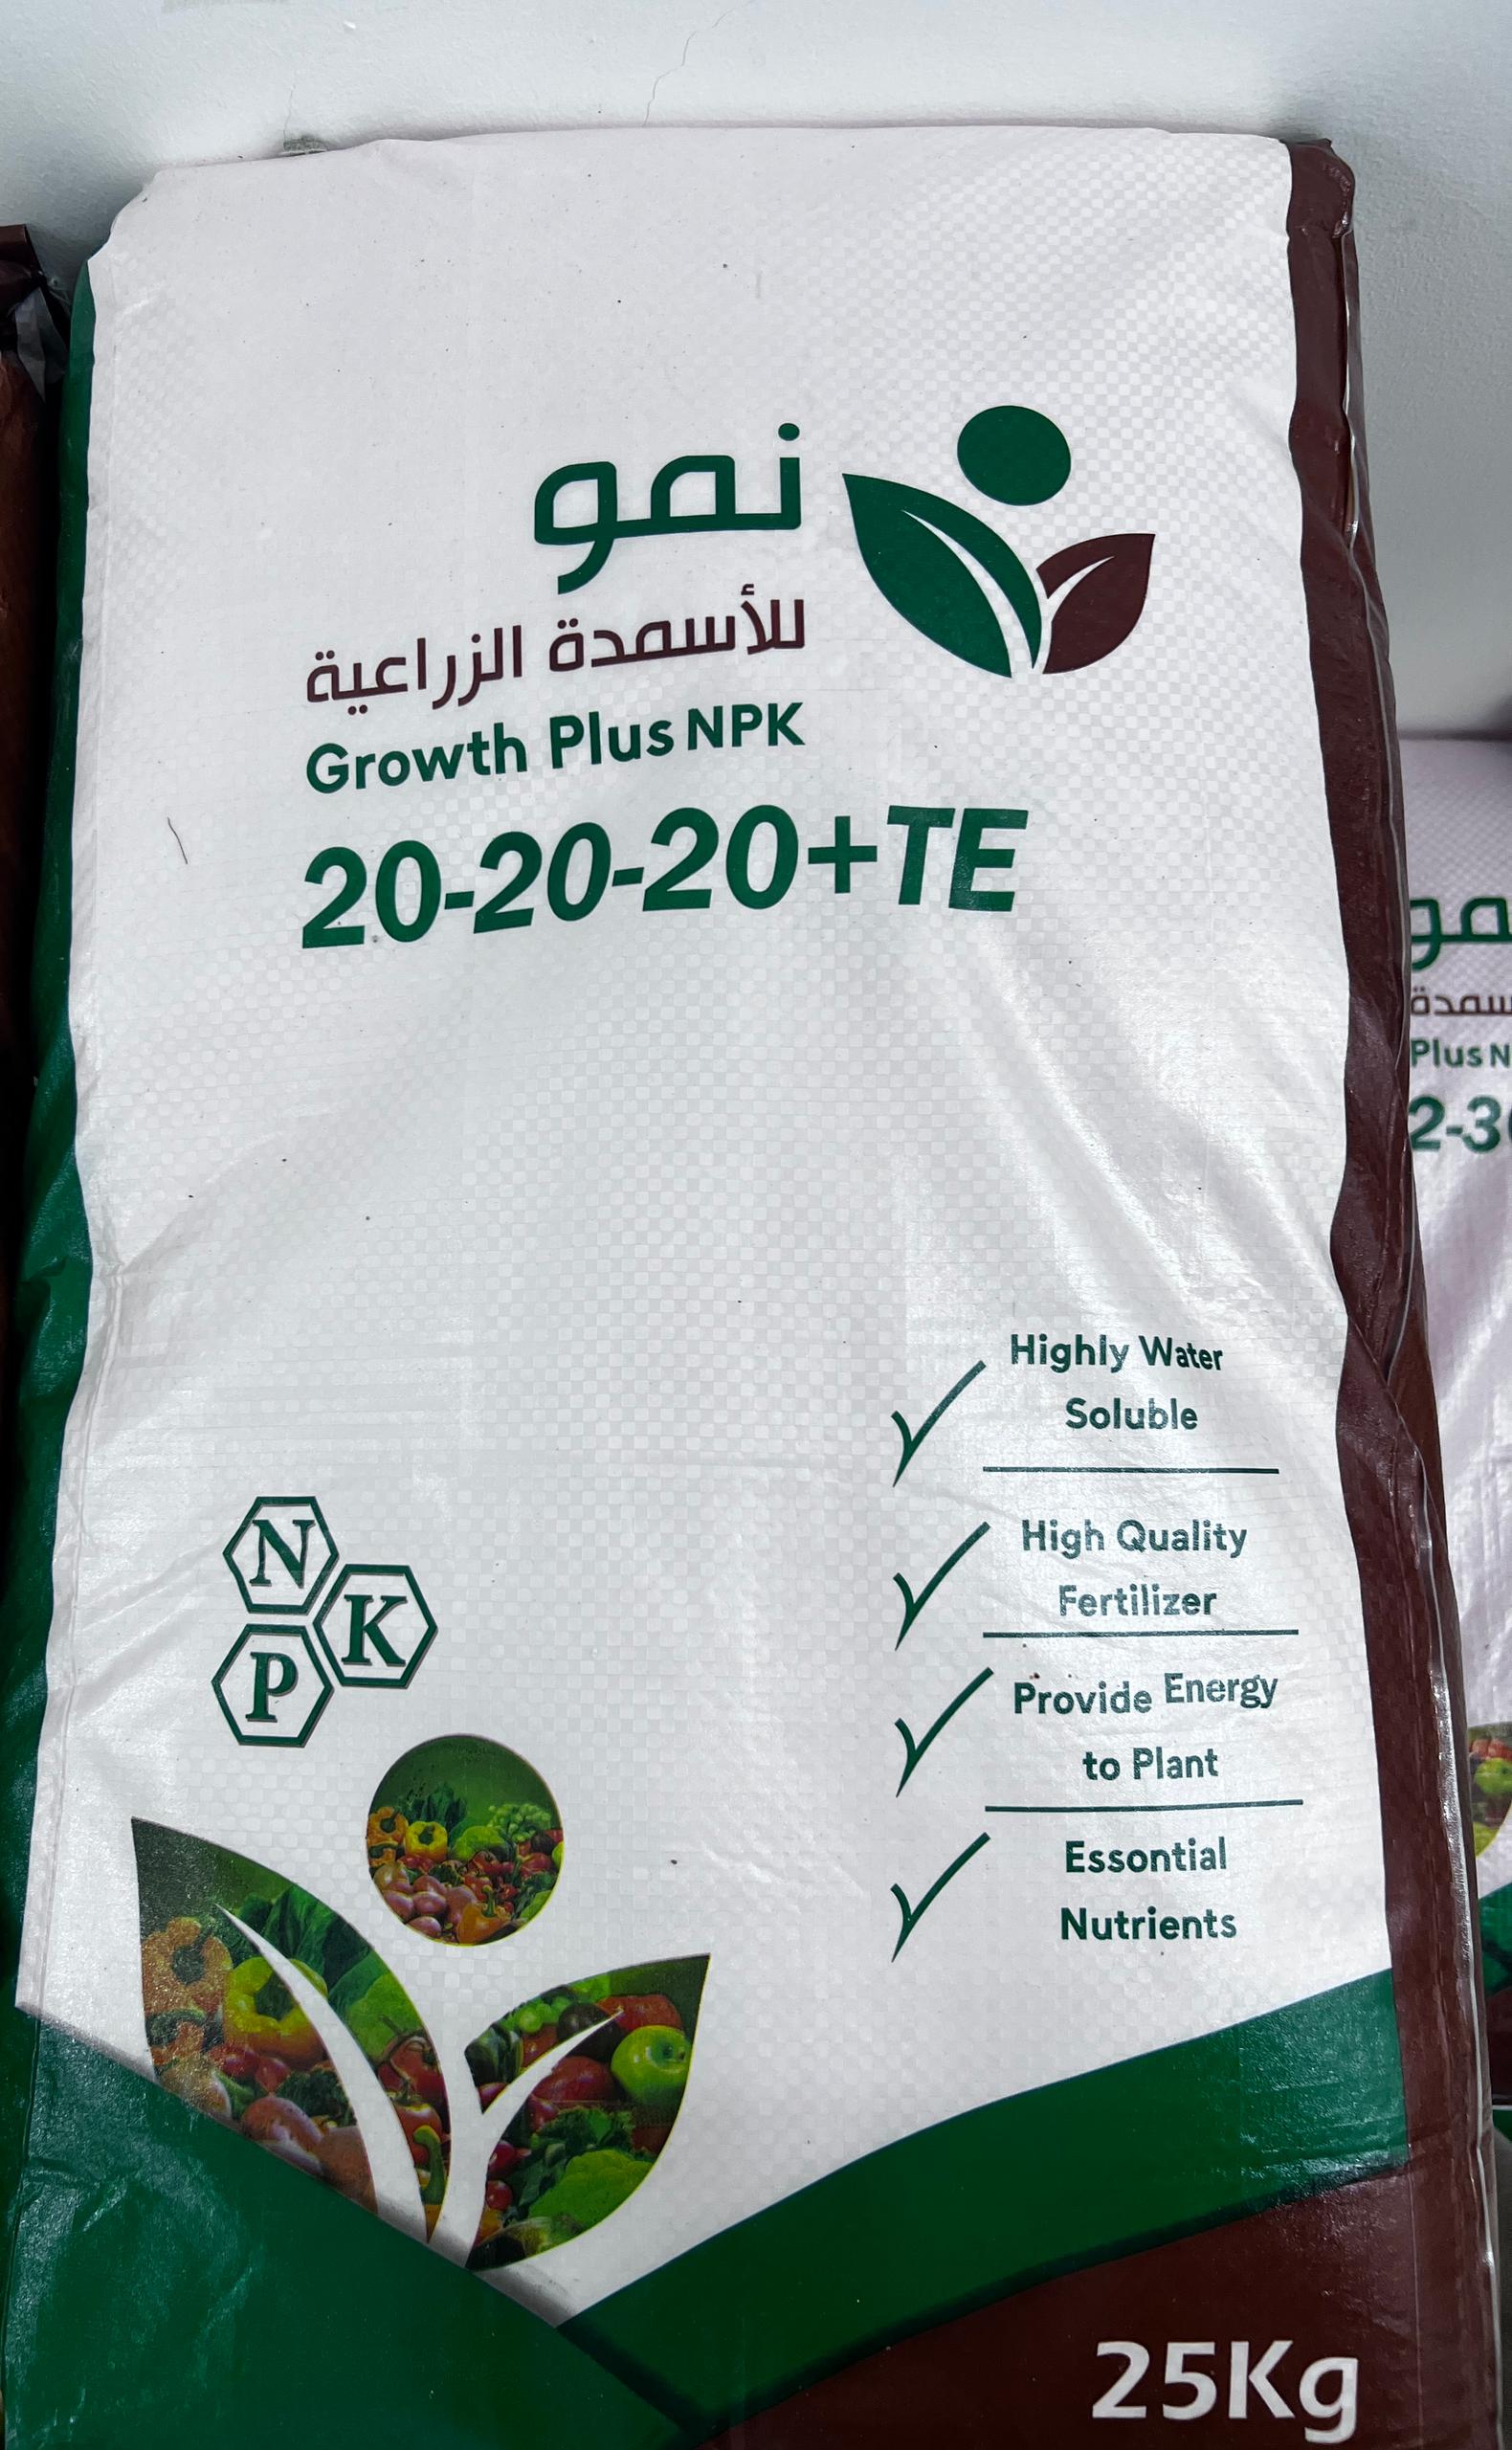 نمو
للأسمدة الزراعية
Growth Plus NPK
20-20-20+TE
Highly Water
Soluble
High Quality
Fertilizer
Provide Energy
to Plant
Essontial
Nutrients
N
K
P
25Kg
Plus